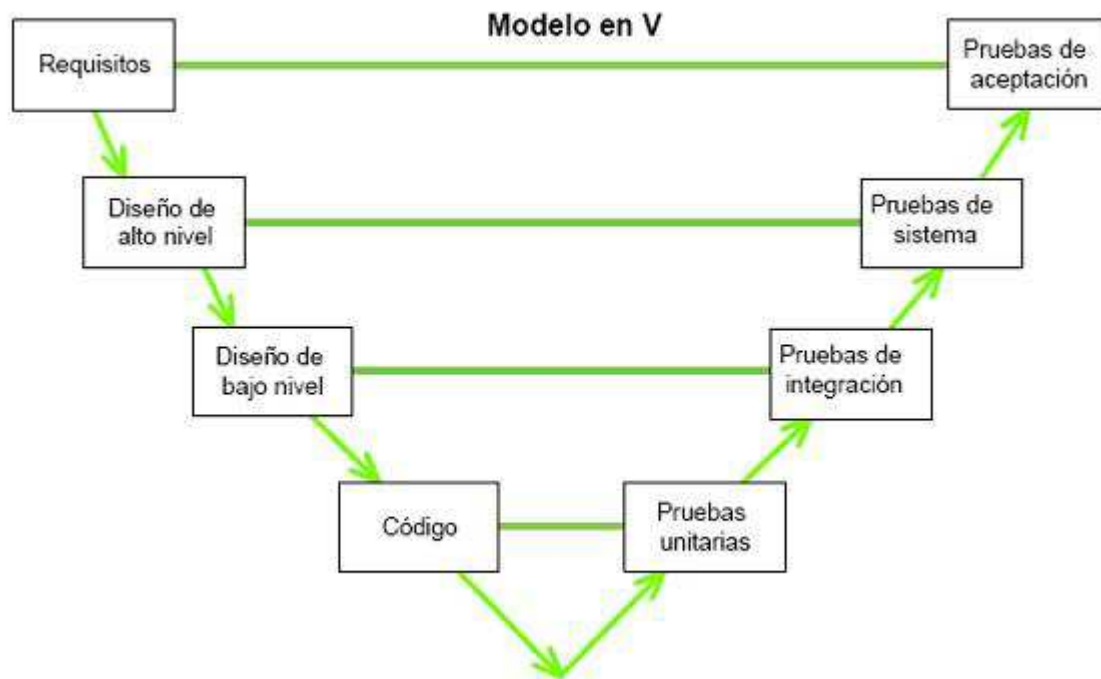 Modelo en V
Requisitos
Pruebas de
aceptación
Diseño de
alto nivel
Pruebas de
sistema
Diseño de
bajo nivel
Pruebas de
integración
Código
Pruebas
unitarias